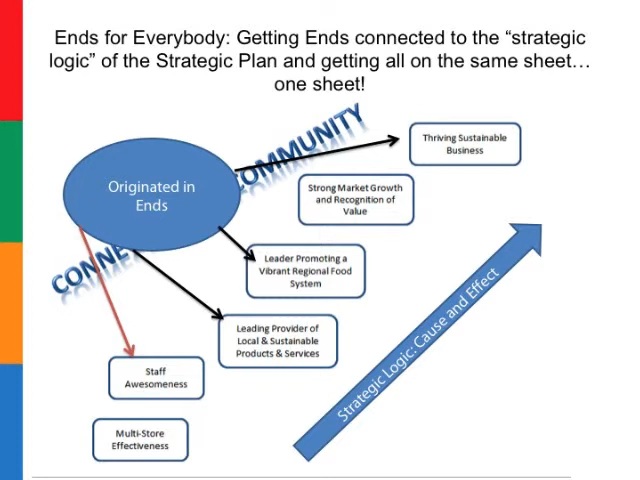 Ends for Everybody: Getting Ends connected to the “strategic
logic” of the Strategic Plan and getting all on the same sheet…
one sheet!
COMMUNITY
Thriving Sustainable
Business
Originated in
Ends
Strong Market Growth
and Recognition of
Value
Leader Promoting a
Vibrant Regional Food
System
Leading Provider of
Local & Sustainable
Products & Services
Strategic Logic: Cause and Effect
Staff
Awesomeness
Multi-Store
Effectiveness